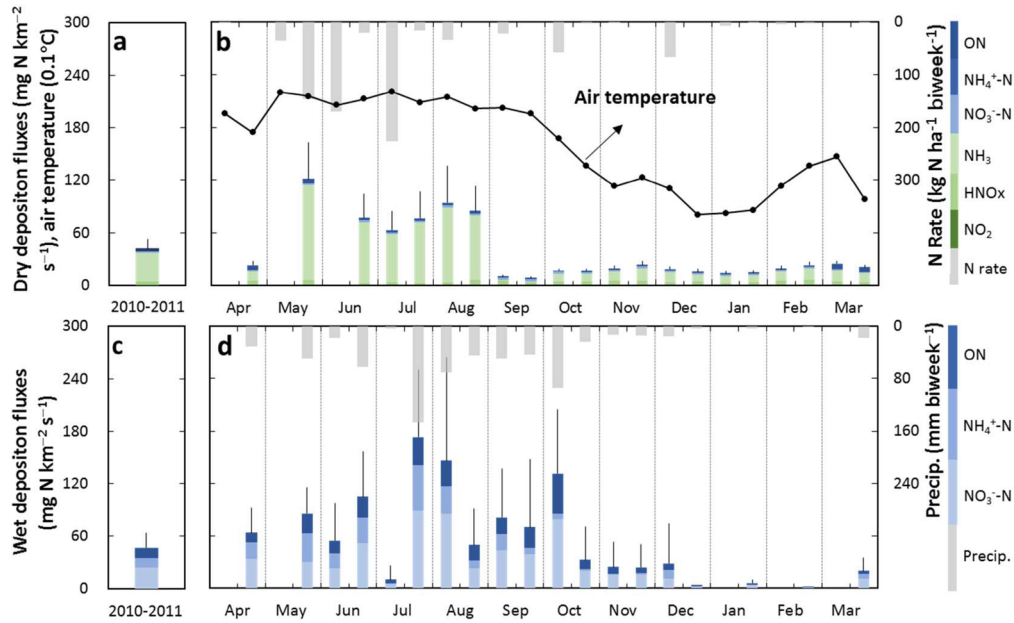 Dry depositon fluxes (mg N km⁻²
s⁻¹), air temperature (0.1°C)
300
240
180
120
60
0
a
2010-2011
b
Air temperature
Apr May Jun Jul Aug Sep Oct Nov Dec Jan Feb Mar
0
100
200
300
N Rate (kg N ha⁻¹ biweek⁻¹)
ON
NH₄⁺-N
NO₃⁻-N
NH₃
HNOx
NO₂
N rate
Wet depositon fluxes
(mg N km⁻² s⁻¹)
300
240
180
120
60
0
c
2010-2011
d
Apr May Jun Jul Aug Sep Oct Nov Dec Jan Feb Mar
0
80
160
240
Precip. (mm biweek⁻¹)
ON
NH₄⁺-N
NO₃⁻-N
Precip.